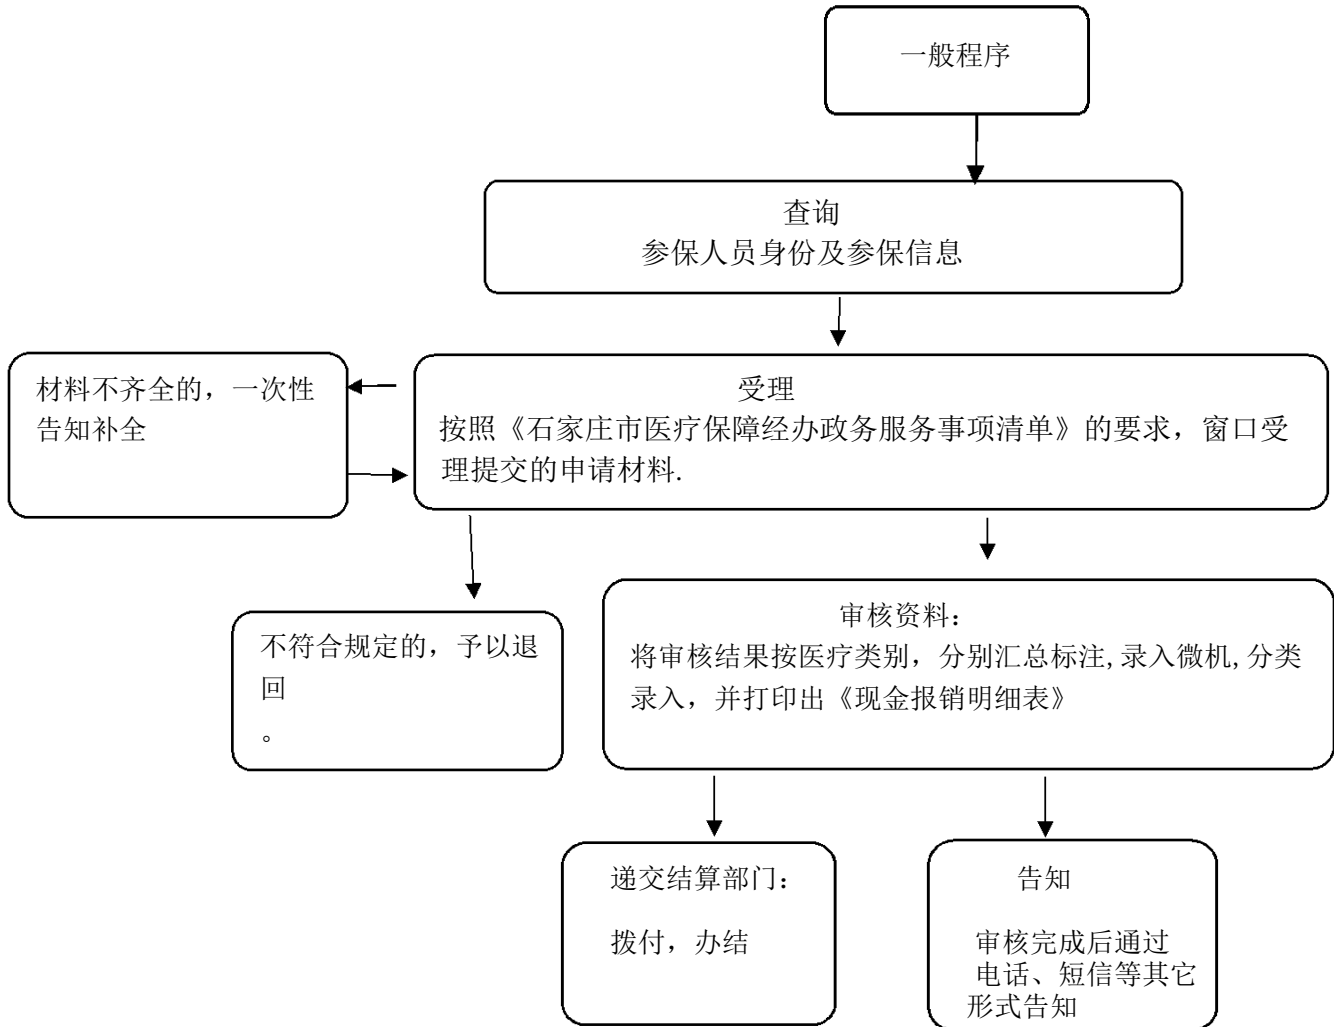 一般程序
查询
参保人员身份及参保信息
材料不齐全的，一次性
告知补全
受理
按照《石家庄市医疗保障经办政务服务事项清单》的要求，窗口受
理提交的申请材料.
不符合规定的，予以退
回
。
审核资料：
将审核结果按医疗类别，分别汇总标注,录入微机,分类
录入，并打印出《现金报销明细表》
递交结算部门：
拨付，办结
告知
审核完成后通过
电话、短信等其它
形式告知